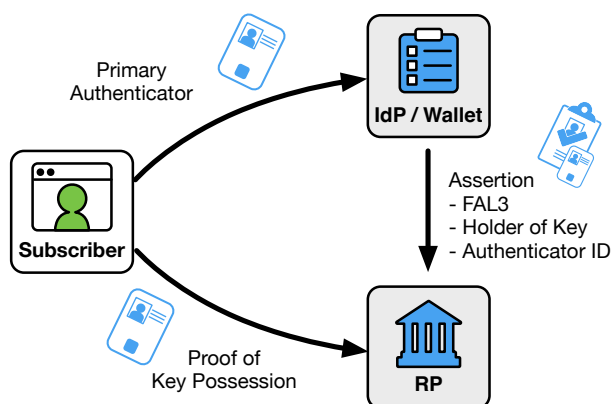 Primary
Authenticator
IdP / Wallet
Subscriber
Assertion
- FAL3
- Holder of Key
- Authenticator ID
Proof of
Key Possession
RP